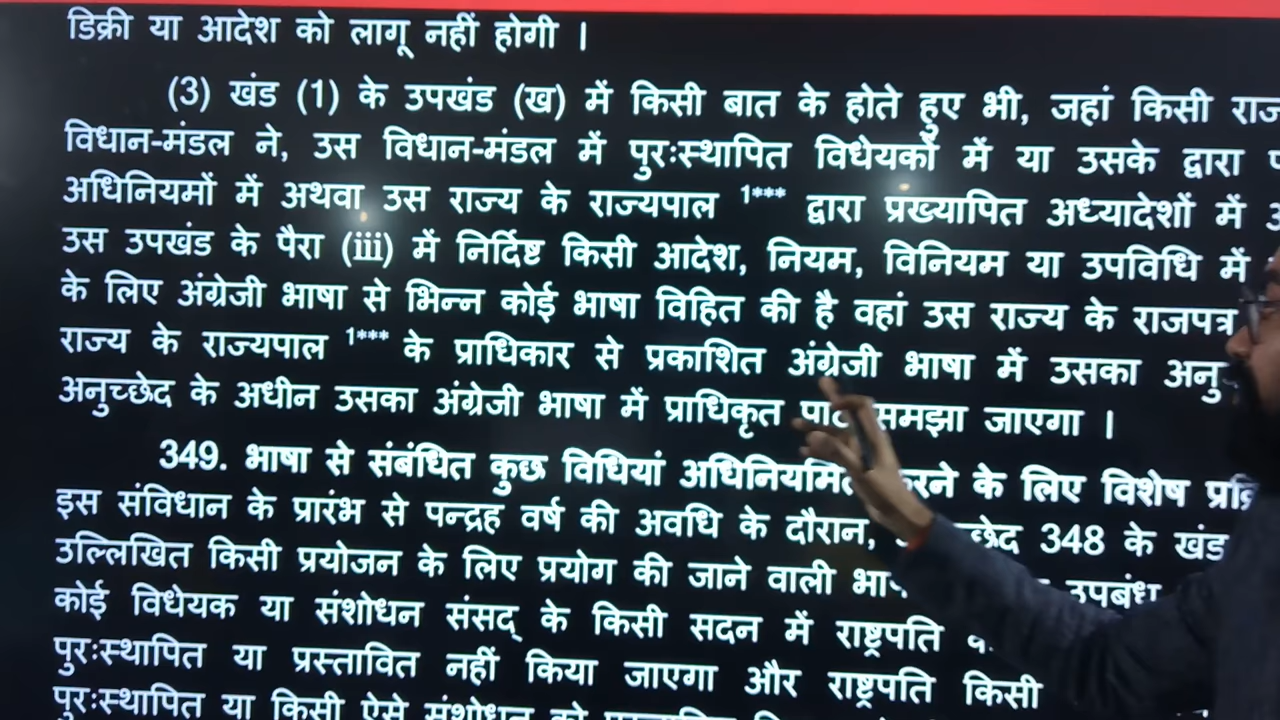 डिक्री या आदेश को लागू नहीं होगी ।
(3) खंड (1) के उपखंड (ख) में किसी बात के होते हुए भी, जहां किसी
विधान-मंडल ने, उस विधान-मंडल में पुरःस्थापित विधेयकों में या उसके द्वारा
अधिनियमों में अथवा उस राज्य के राज्यपाल 1*** द्वारा प्रख्यापित अध्यादेशों में
उस उपखंड के पैरा (iii) में निर्दिष्ट किसी आदेश, नियम, विनियम या उपविधि में
के लिए अंग्रेजी भाषा से भिन्न कोई भाषा विहित की है वहां उस राज्य के राजपत्र
राज्य के राज्यपाल 1*** के प्राधिकार से प्रकाशित अंग्रेजी भाषा में उसका
अनुच्छेद के अधीन उसका अंग्रेजी भाषा में प्राधिकृत समझा जाएगा ।
349. भाषा से संबंधित कुछ विधियां के लिए विशेष
इस संविधान के प्रारंभ से पन्द्रह वर्ष की अवधि के दौरान, 348 के खंड
उल्लिखित किसी प्रयोजन के लिए प्रयोग की जाने वाली उपबंध
कोई विधेयक या संशोधन संसद् के किसी सदन में राष्ट्रपति
पुरःस्थापित या प्रस्तावित नहीं किया जाएगा और राष्ट्रपति किसी
पुरःस्थापित या किसी ऐसे संशोधन को